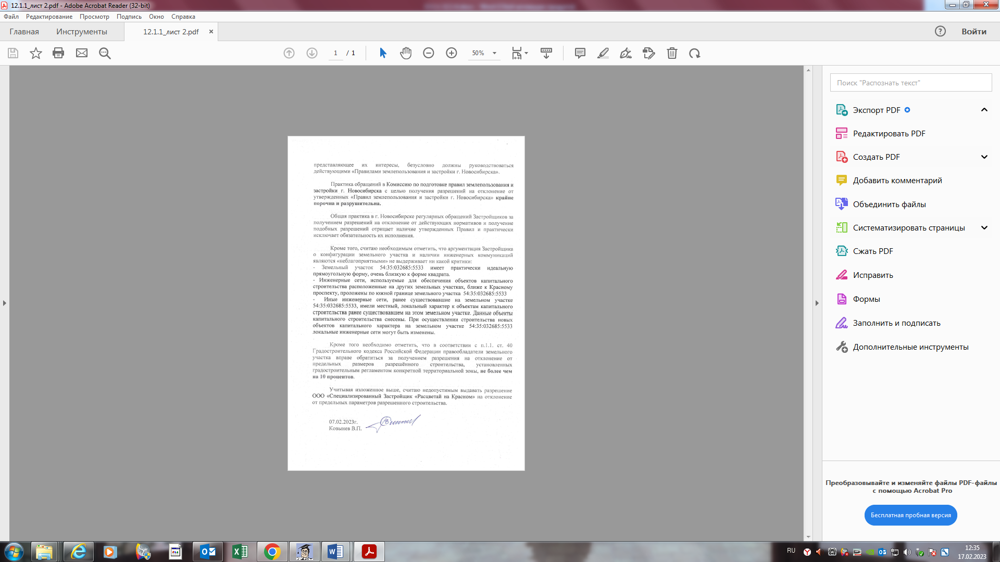 12.1.1_лист 2.pdf - Adobe Acrobat Reader (32-bit)
Файл Редактирование Просмотр Подпись Окно Справка
Главная Инструменты 12.1.1_лист 2.pdf × Войти
1 / 1 50%
Поиск "Распознать текст"
Экспорт PDF
Редактировать PDF
Создать PDF
Добавить комментарий
Объединить файлы
Систематизировать страницы
Сжать PDF
Исправить
Формы
Заполнить и подписать
Дополнительные инструменты
Преобразовывайте и изменяйте файлы PDF-файлы
с помощью Acrobat Pro
Бесплатная пробная версия
представляющее их интересы, безусловно должны руководствоваться
действующими «Правилами землепользования и застройки г. Новосибирска».
Практика обращений в Комиссию по подготовке правил землепользования и
застройки г. Новосибирска с целью получения разрешений на отклонение от
утвержденных «Правил землепользования и застройки г. Новосибирска» крайне
порочна и разрушительна.
Общая практика в г. Новосибирске регулярных обращений Застройщиков за
получением разрешений на отклонение от действующих нормативов и получение
подобных разрешений отрицает наличие утвержденных Правил и практически
исключает обязательность их исполнения.
Кроме того, считаю необходимым отметить, что аргументация Застройщика
о конфигурации земельного участка и наличии инженерных коммуникаций
являются «неблагоприятными» не выдерживает ни какой критики:
- Земельный участок 54:35:032685:5533 имеет практически идеальную
прямоугольную форму, очень близкую к форме квадрата.
- Инженерные сети, используемые для обеспечения объектов капитального
строительства расположенные на других земельных участках, ближе к Красному
проспекту, проложены по южной границе земельного участка 54:35:032685:5533
- Иные инженерные сети, ранее существовавшие на земельном участке
54:35:032685:5533, имели местный, локальный характер к объектам капитального
строительства ранее существовавшем на этом земельном участке. Данные объекты
капитального строительства снесены. При осуществлении строительства новых
объектов капитального характера на земельном участке 54:35:032685:5533
локальные инженерные сети могут быть изменены.
Кроме того необходимо отметить, что в соответствии с п.1.1. ст. 40
Градостроительного кодекса Российской Федерации правообладатели земельного
участка вправе обратиться за получением разрешения на отклонение от
предельных размеров разрешённого строительства, установленных
градостроительным регламентом конкретной территориальной зоны, не более чем
на 10 процентов.
Учитывая изложенное выше, считаю недопустимым выдавать разрешение
ООО «Специализированный Застройщик «Расцветай на Красном» на отклонение
от предельных параметров разрешенного строительства.
07.02.2023г.
Ковынев В.П.
RU
12:35
17.02.2023